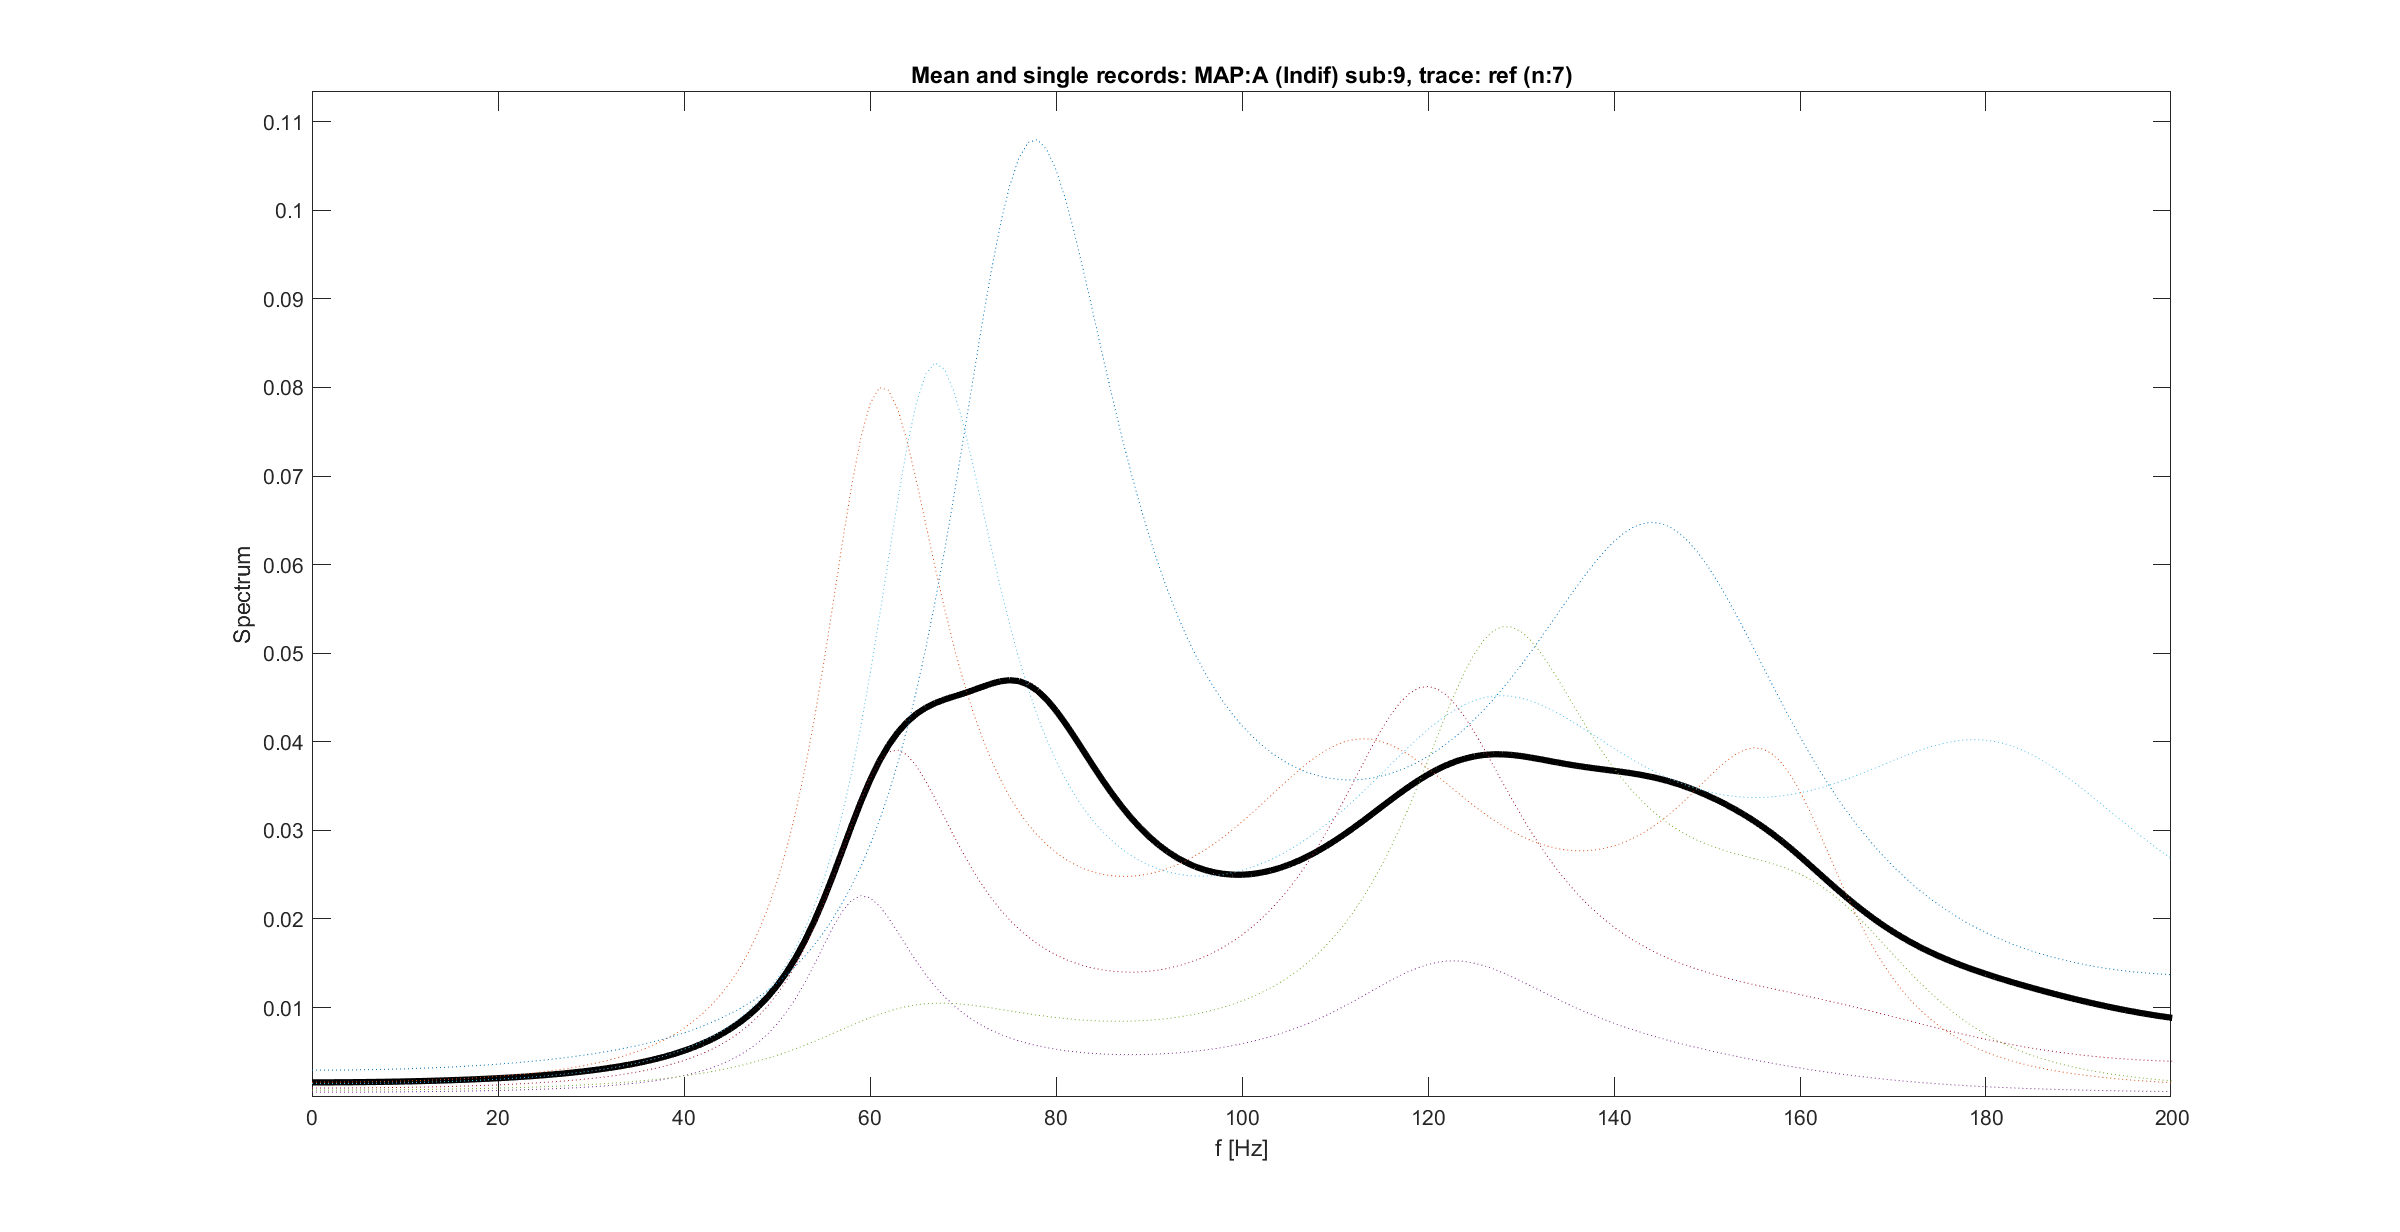 Mean and single records: MAP:A (Indif) sub:9, trace: ref (n:7)
0.11
0.1
0.09
0.08
0.07
0.06
0.05
0.04
0.03
0.02
0.01
Spectrum
0 20 40 60 80 100 120 140 160 180 200
f [Hz]